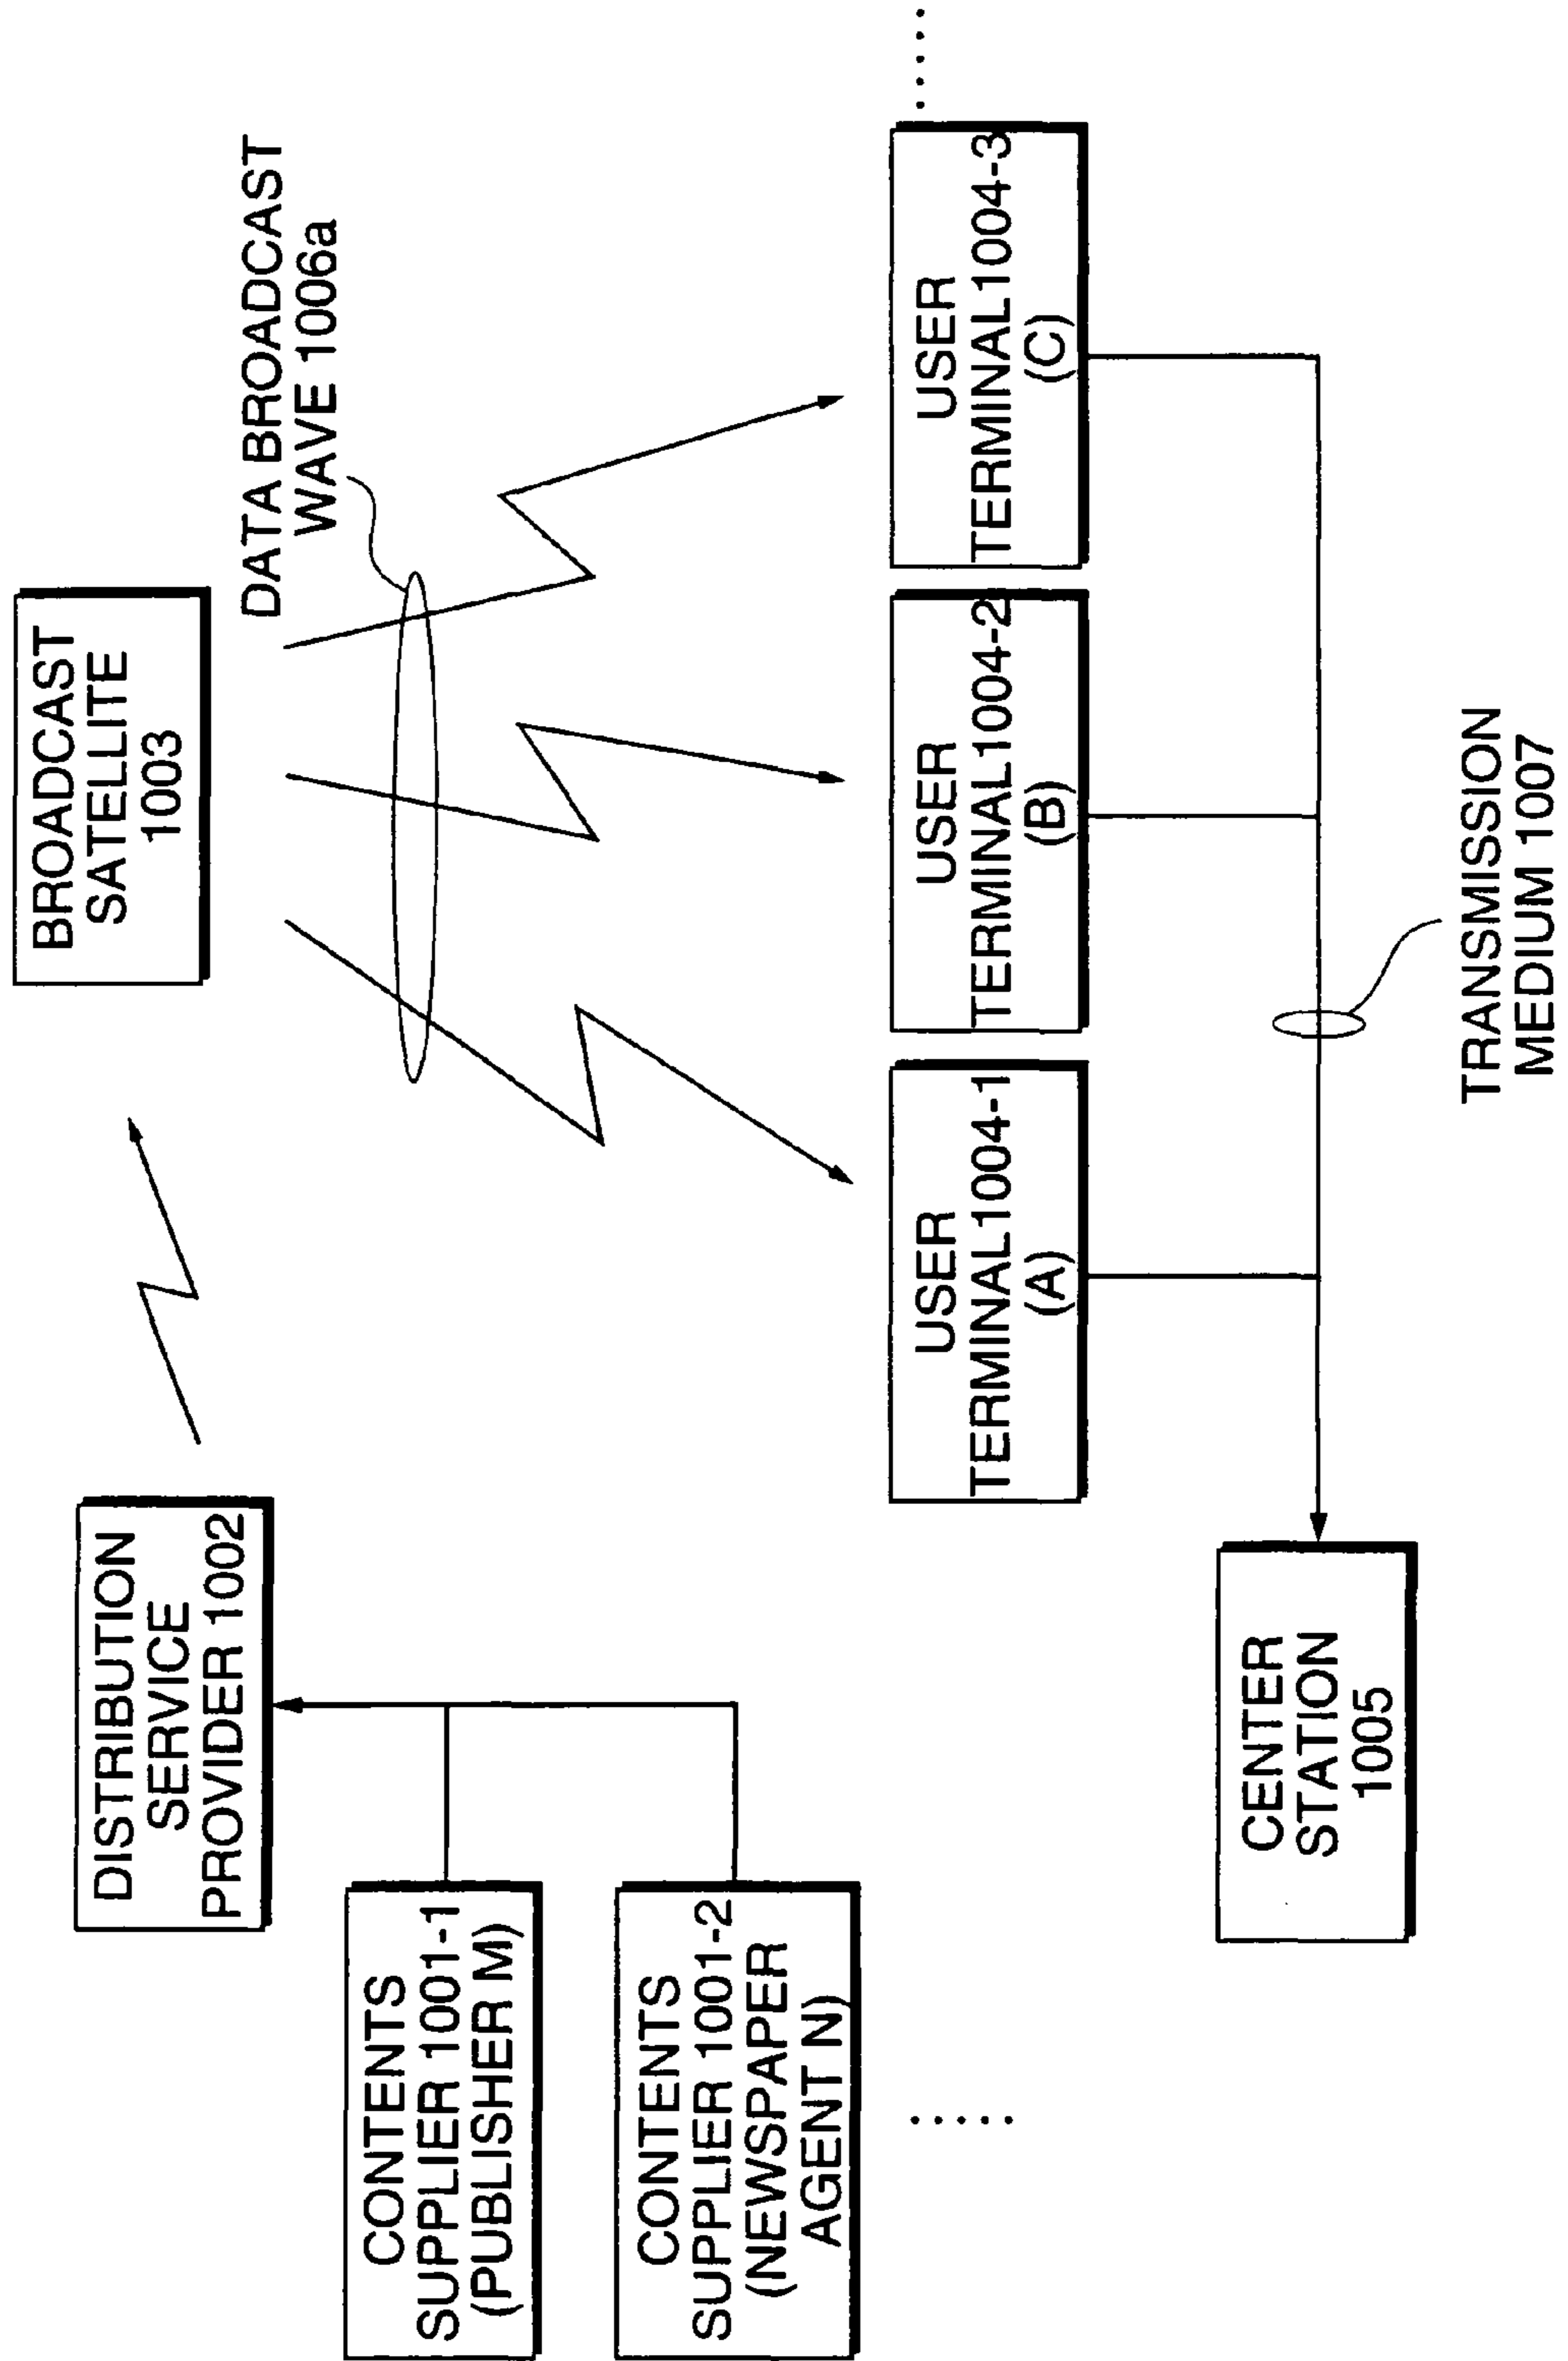 DISTRIBUTION
SERVICE
PROVIDER 1002
BROADCAST
SATELLITE
1003
DATA BROADCAST
WAVE 1006a
CONTENTS
SUPPLIER 1001-1
(PUBLISHER M)
CONTENTS
SUPPLIER 1001-2
(NEWSPAPER
AGENT N)
.....
USER
TERMINAL1004-1
(A)
USER
TERMINAL1004-2
(B)
USER
TERMINAL1004-3
(C)
.....
CENTER
STATION
1005
TRANSMISSION
MEDIUM 1007